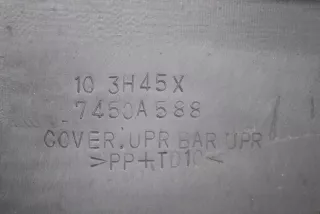 10 3H45X
7450A588
COVER,UPR BAR UPR
>PP+TD10<